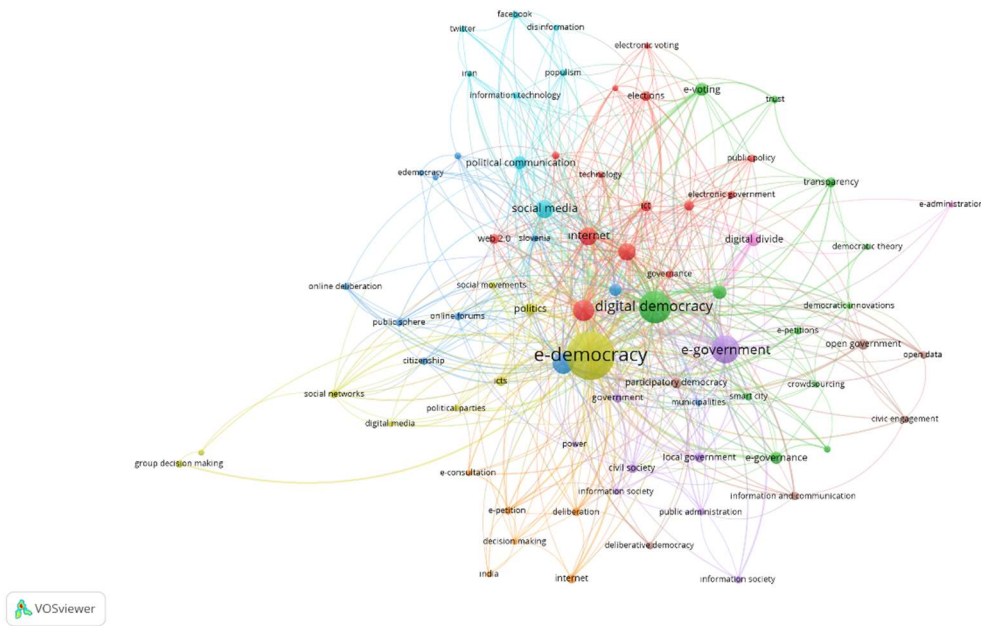 facebook
twitter
disinformation
electronic voting
iran
populism
information technology
elections
e-voting
trust
political communication
public policy
edemocracy
technology
transparency
electronic government
e-administration
social media
ict
web 2.0
slovenia
internet
digital divide
democratic theory
governance
online deliberation
social movements
digital democracy
democratic innovations
politics
public sphere
online forums
e-petitions
open government
e-democracy
e-government
open data
citizenship
icts
participatory democracy
crowdsourcing
social networks
government
municipalities
smart city
political parties
digital media
civic engagement
power
group decision making
local government
e-governance
e-consultation
civil society
information society
information and communication
e-petition
deliberation
public administration
decision making
deliberative democracy
india
internet
information society
VOSviewer